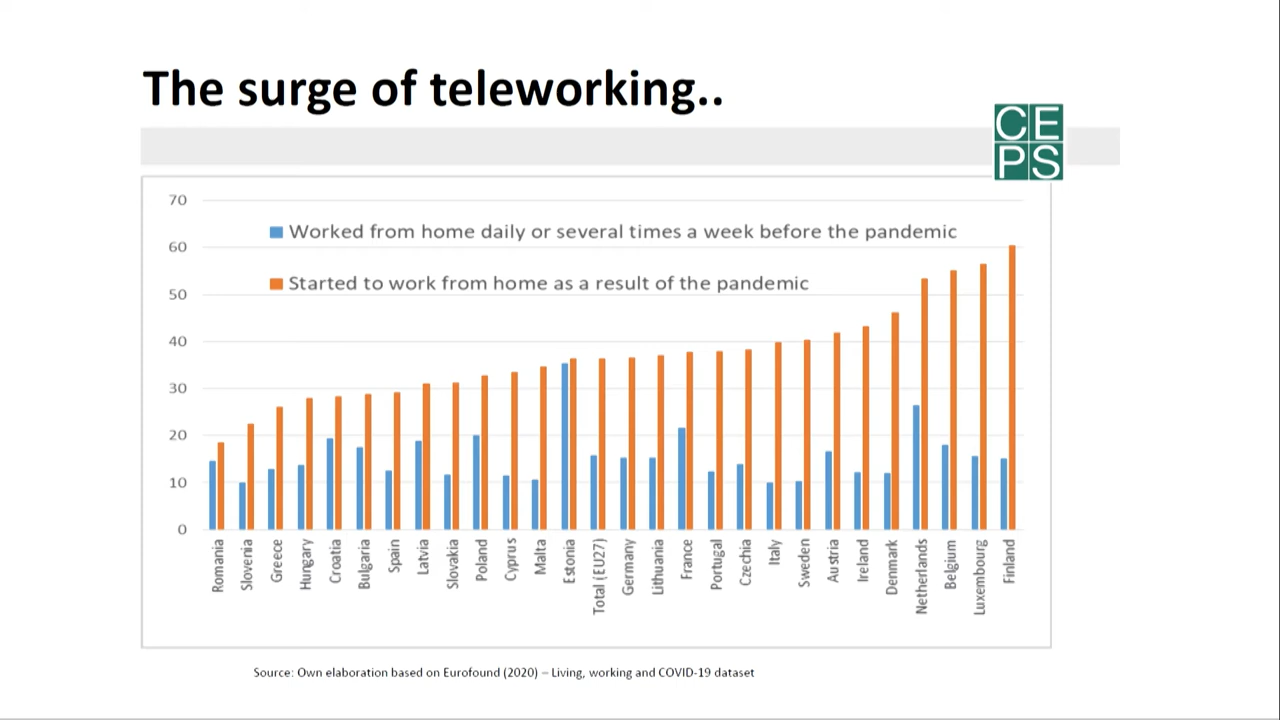 The surge of teleworking..
CE
PS
70
60
50
40
30
20
10
0
Worked from home daily or several times a week before the pandemic
Started to work from home as a result of the pandemic
Romania
Slovenia
Greece
Hungary
Croatia
Bulgaria
Spain
Latvia
Slovakia
Poland
Cyprus
Malta
Estonia
Total (EU27)
Germany
Lithuania
France
Portugal
Czechia
Italy
Sweden
Austria
Ireland
Denmark
Netherlands
Belgium
Luxembourg
Finland
Source: Own elaboration based on Eurofound (2020) – Living, working and COVID-19 dataset